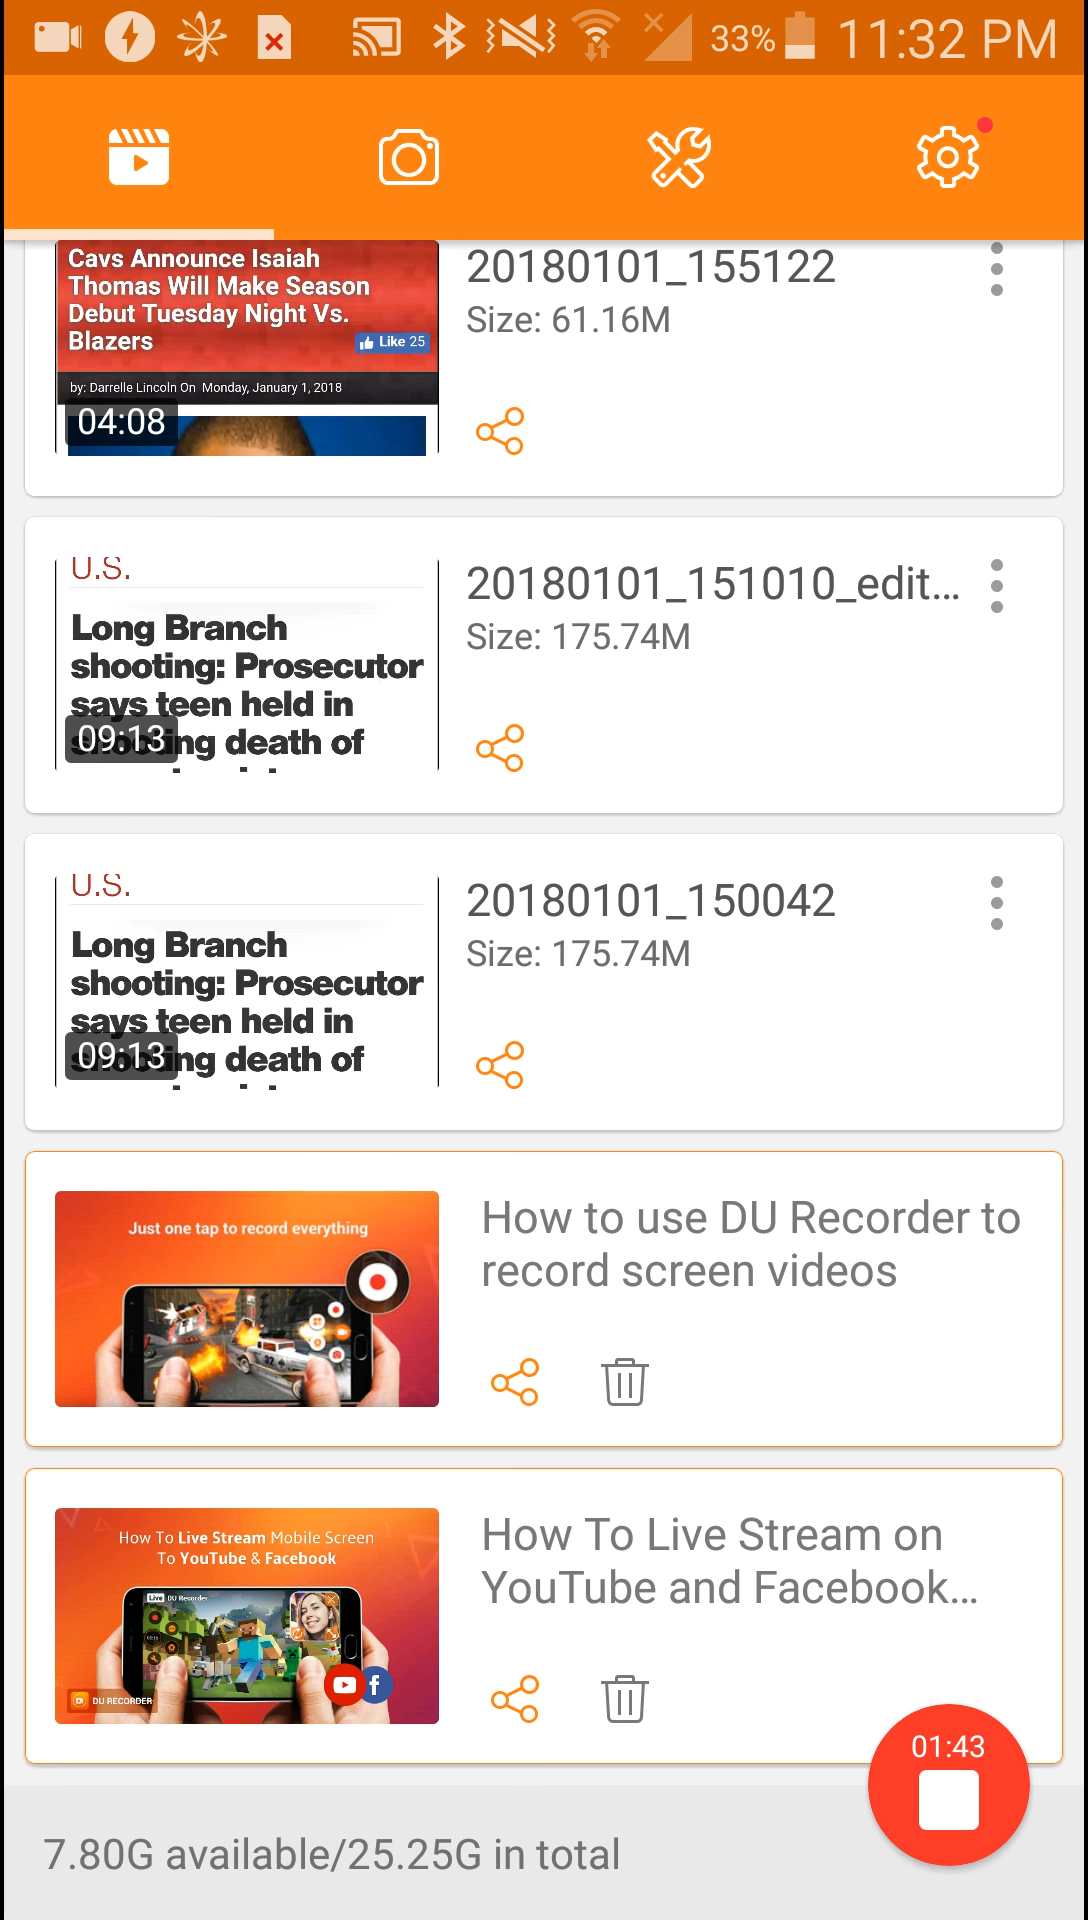 33% 11:32 PM
Cavs Announce Isaiah
Thomas Will Make Season
Debut Tuesday Night Vs.
Blazers
Like 25
by: Darrelle Lincoln On Monday, January 1, 2018
04:08
20180101_155122
Size: 61.16M
U.S.
Long Branch
shooting: Prosecutor
says teen held in
shooting death of
09:13
20180101_151010_edit...
Size: 175.74M
U.S.
Long Branch
shooting: Prosecutor
says teen held in
shooting death of
09:13
20180101_150042
Size: 175.74M
Just one tap to record everything
How to use DU Recorder to
record screen videos
How To Live Stream Mobile Screen
To YouTube & Facebook
Live DU Recorder
DU RECORDER
How To Live Stream on
YouTube and Facebook...
01:43
7.80G available/25.25G in total